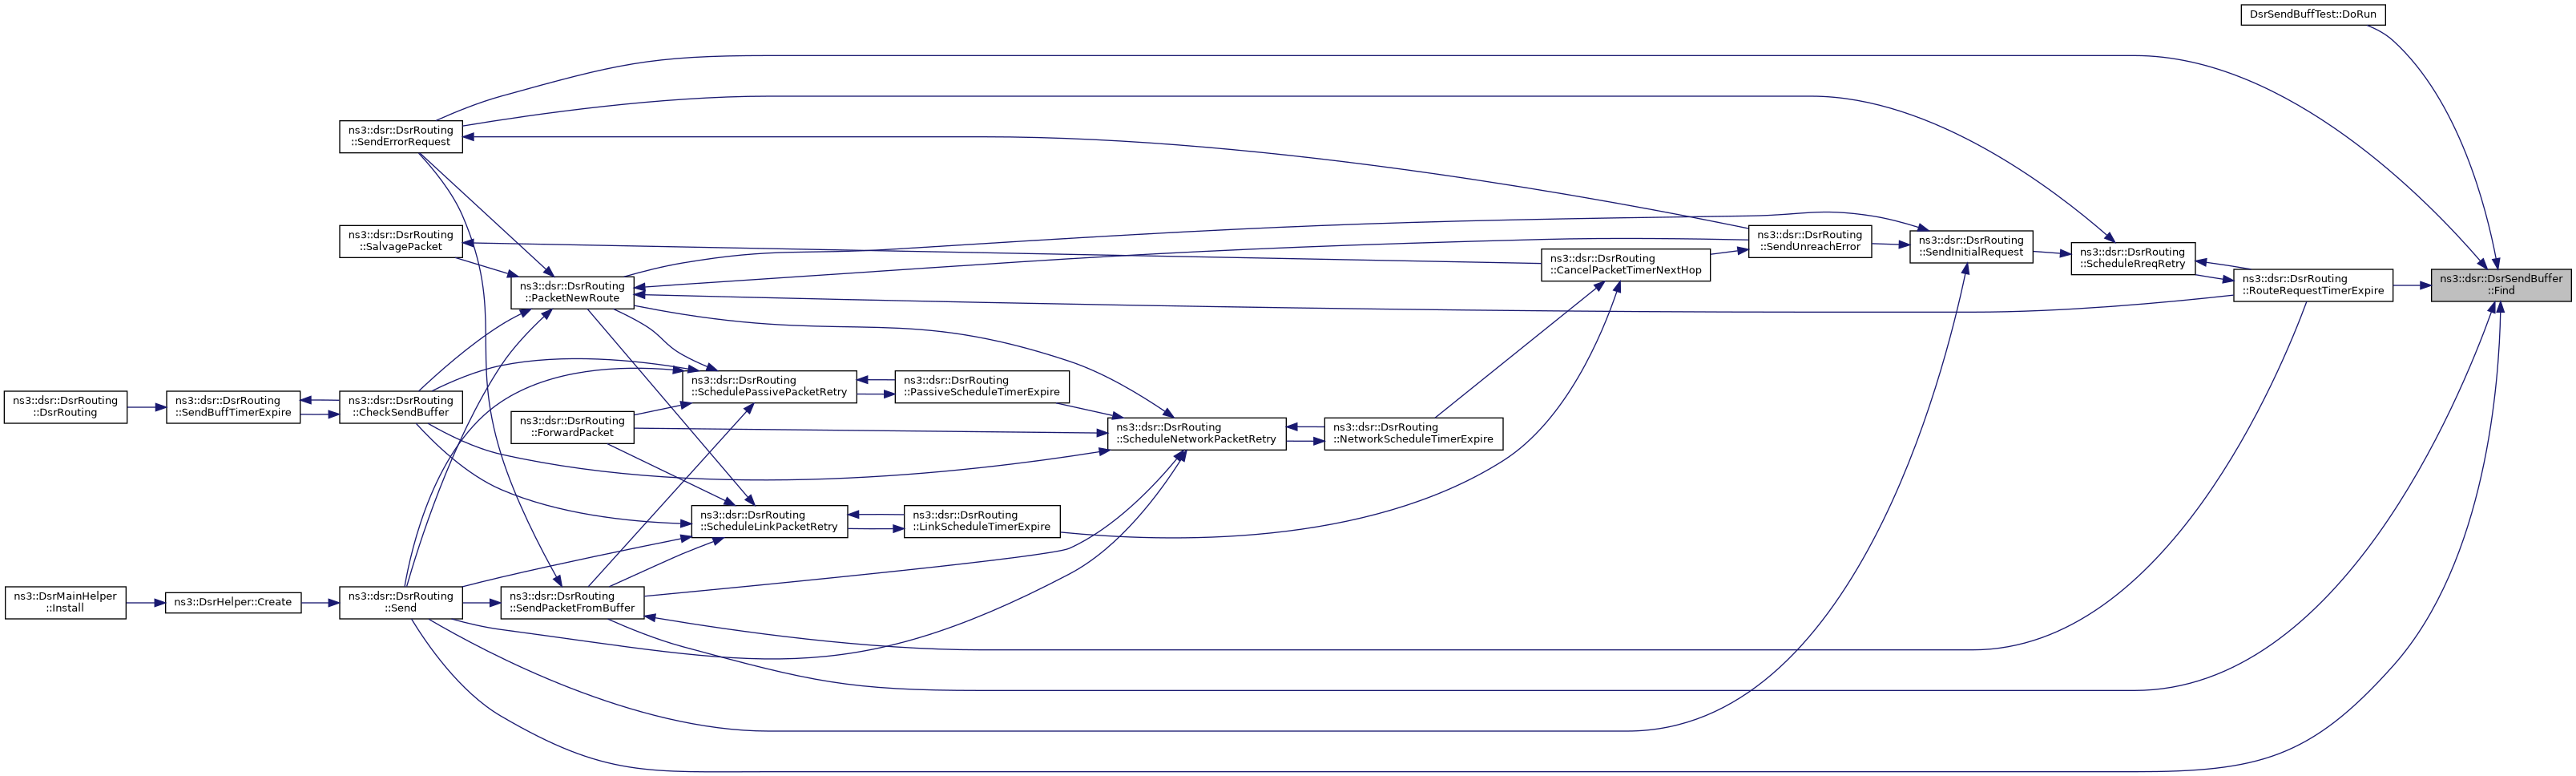 DsrSendBuffTest::DoRun
ns3::dsr::DsrRouting
::SendErrorRequest
ns3::dsr::DsrRouting
::SalvagePacket
ns3::dsr::DsrRouting
::SendUnreachError
ns3::dsr::DsrRouting
::SendInitialRequest
ns3::dsr::DsrRouting
::ScheduleRreqRetry
ns3::dsr::DsrRouting
::CancelPacketTimerNextHop
ns3::dsr::DsrRouting
::RouteRequestTimerExpire
ns3::dsr::DsrSendBuffer
::Find
ns3::dsr::DsrRouting
::PacketNewRoute
ns3::dsr::DsrRouting
::SchedulePassivePacketRetry
ns3::dsr::DsrRouting
::PassiveScheduleTimerExpire
ns3::dsr::DsrRouting
::DsrRouting
ns3::dsr::DsrRouting
::SendBuffTimerExpire
ns3::dsr::DsrRouting
::CheckSendBuffer
ns3::dsr::DsrRouting
::ForwardPacket
ns3::dsr::DsrRouting
::ScheduleNetworkPacketRetry
ns3::dsr::DsrRouting
::NetworkScheduleTimerExpire
ns3::dsr::DsrRouting
::ScheduleLinkPacketRetry
ns3::dsr::DsrRouting
::LinkScheduleTimerExpire
ns3::DsrMainHelper
::Install
ns3::DsrHelper::Create
ns3::dsr::DsrRouting
::Send
ns3::dsr::DsrRouting
::SendPacketFromBuffer